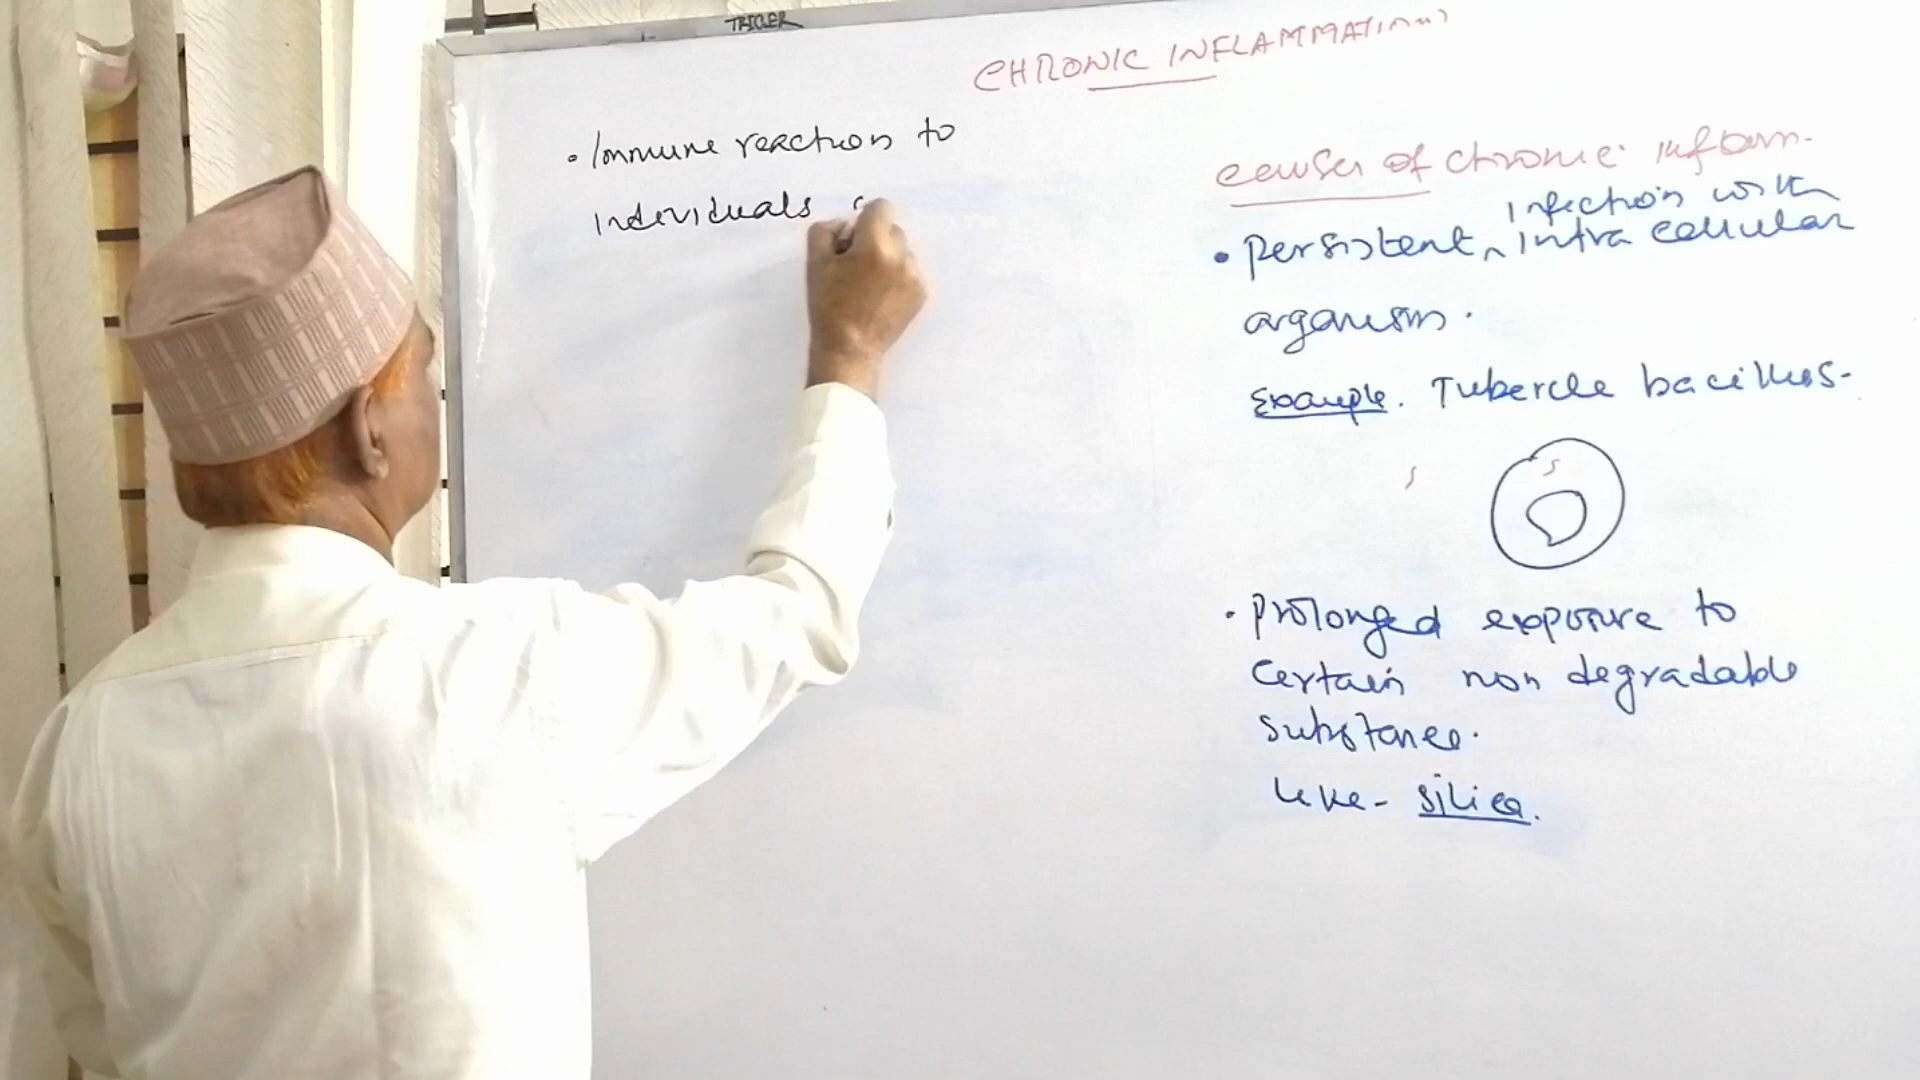 CHRONIC INFLAMMATION
causes of chronic inflam.
infection with
• persistent ^ intra cellular
organism.
Example. Tubercle bacillus-
• prolonged exposure to
certain non degradable
substance.
like - silica.
• Immune reaction to
individuals